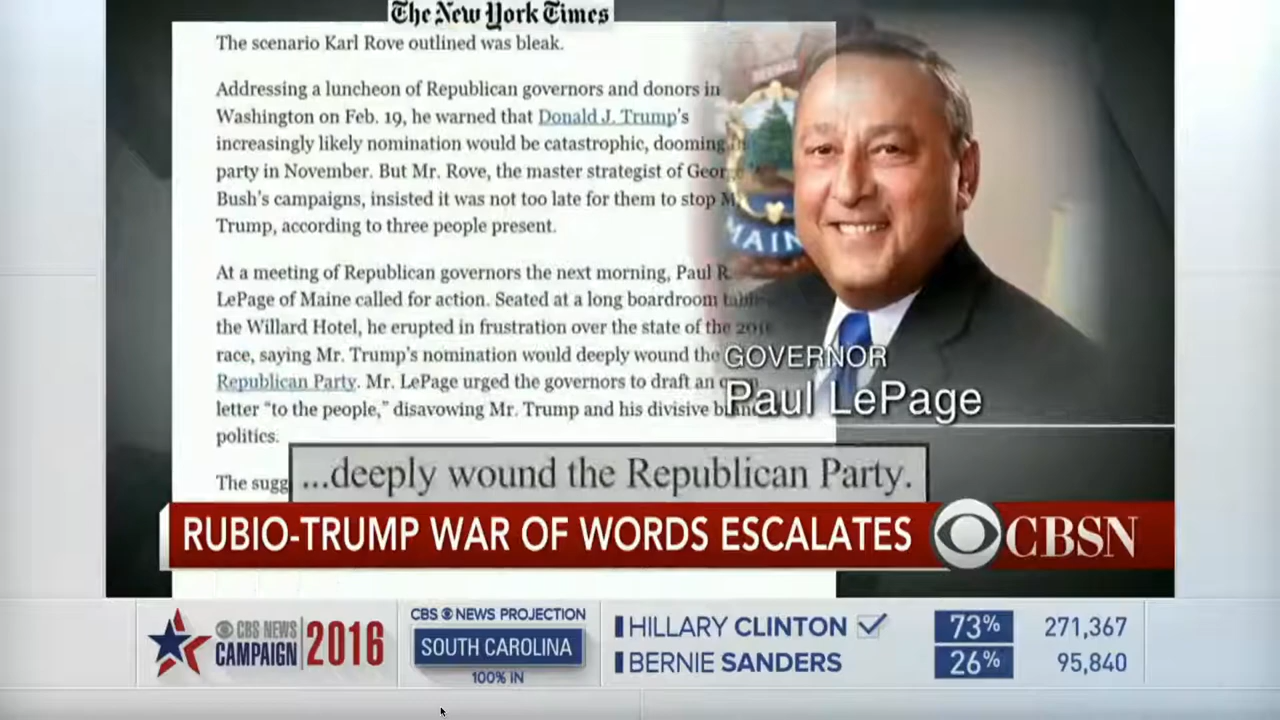 The New York Times
The scenario Karl Rove outlined was bleak.
Addressing a luncheon of Republican governors and donors in
Washington on Feb. 19, he warned that Donald J. Trump's
increasingly likely nomination would be catastrophic, dooming
party in November. But Mr. Rove, the master strategist of
Bush's campaigns, insisted it was not too late for them to stop
Trump, according to three people present.
At a meeting of Republican governors the next morning, Paul R.
LePage of Maine called for action. Seated at a long boardroom table
the Willard Hotel, he erupted in frustration over the state of the 2016
race, saying Mr. Trump's nomination would deeply wound the
Republican Party. Mr. LePage urged the governors to draft an
letter “to the people,” disavowing Mr. Trump and his divisive brand
politics.
The
MAIN
GOVERNOR
Paul LePage
...deeply wound the Republican Party.
RUBIO-TRUMP WAR OF WORDS ESCALATES
CBSN
CBS NEWS
CAMPAIGN 2016
CBS NEWS PROJECTION
SOUTH CAROLINA
100% IN
HILLARY CLINTON 73% 271,367
BERNIE SANDERS 26% 95,840